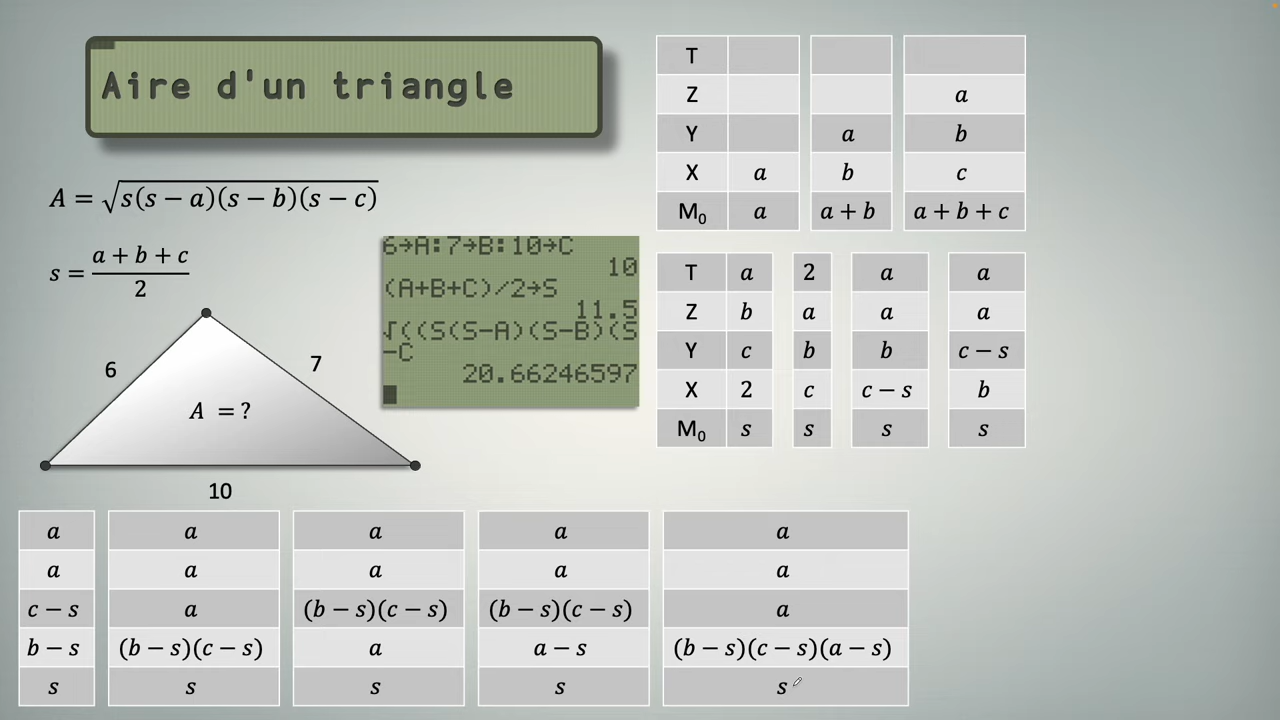 Aire d'un triangle
A = √s(s − a)(s − b)(s − c)
s = (a + b + c)/2
6
7
A = ?
10
6→A:7→B:10→C
10
(A+B+C)/2→S
11.5
√((S(S-A)(S-B)(S
-C
20.66246597
T
Z a
Y a b
X a b c
M₀ a a + b a + b + c
T a 2 a a
Z b a a a
Y c b b c − s
X 2 c c − s b
M₀ s s s s
a a a a a
a a a a a
c − s a (b − s)(c − s) (b − s)(c − s) a
b − s (b − s)(c − s) a a − s (b − s)(c − s)(a − s)
s s s s s